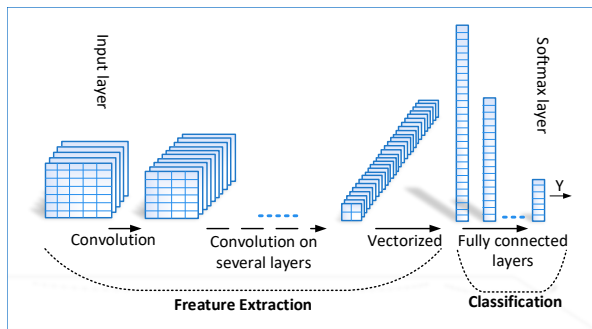 Input layer
Softmax layer
Y
Convolution
Convolution on
several layers
Vectorized
Fully connected
layers
Freature Extraction
Classification